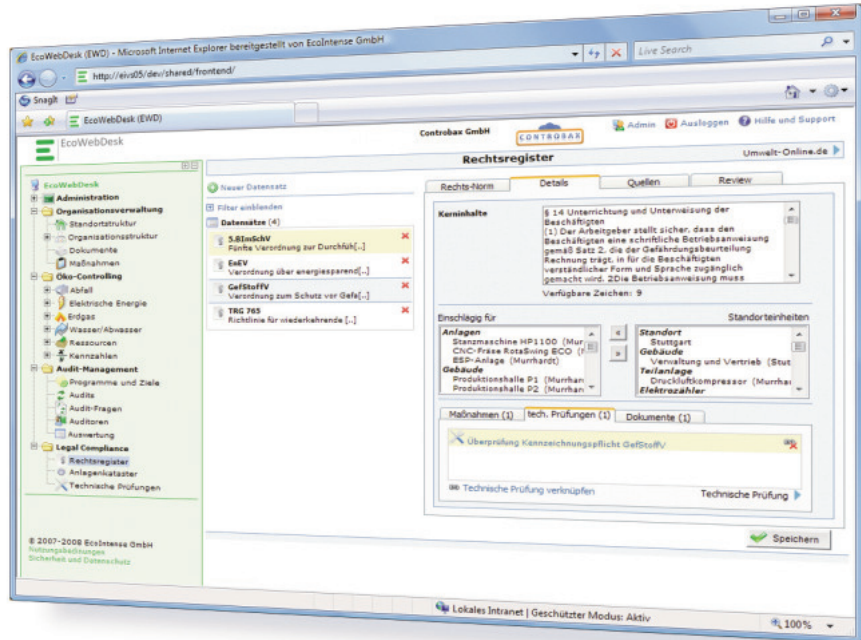 EcoWebDesk (EWD) - Microsoft Internet Explorer bereitgestellt von EcoIntense GmbH
http://eivs05/dev/shared/frontend/
Live Search
SnagIt
EcoWebDesk (EWD)
EcoWebDesk
Controbax GmbH
CONTROBAR
Admin
Ausloggen
Hilfe und Support
Rechtsregister
Umwelt-Online.de
EcoWebDesk
Administration
Organisationsverwaltung
Standortstruktur
Organisationsstruktur
Dokumente
Maßnahmen
Öko-Controlling
Abfall
Elektrische Energie
Erdgas
Wasser/Abwasser
Ressourcen
Kennzahlen
Audit-Management
Programme und Ziele
Audits
Audit-Fragen
Auditoren
Auswertung
Legal Compliance
Rechtsregister
Anlagenkataster
Technische Prüfungen
© 2007-2008 EcoIntense GmbH
Nutzungsbedingungen
Sicherheit und Datenschutz
Neuer Datensatz
Filter einblenden
Datensätze (4)
5.BImSchV
Fünfte Verordnung zur Durchfüh[..]
EnEV
Verordnung über energiesparend[..]
GefStoffV
Verordnung zum Schutz vor Gefa[..]
TRG 765
Richtlinie für wiederkehrende [..]
Rechts-Norm
Details
Quellen
Review
Kerninhalte
§ 14 Unterrichtung und Unterweisung der
Beschäftigten
(1) Der Arbeitgeber stellt sicher, dass den
Beschäftigten eine schriftliche Betriebsanweisung
gemäß Satz 2, die der Gefährdungsbeurteilung
Rechnung trägt, in für die Beschäftigten
verständlicher Form und Sprache zugänglich
gemacht wird. 2Die Betriebsanweisung muss
Verfügbare Zeichen: 9
Einschlägig für
Standorteinheiten
Anlagen
Stanzmaschine HP1100 (Mur
CNC-Fräse RotaSwing ECO (
ESP-Anlage (Murrhardt)
Gebäude
Produktionshalle P1 (Murrhan
Produktionshalle P2 (Murrhan
«
»
Standort
Stuttgart
Gebäude
Verwaltung und Vertrieb (Stut
Teilanlage
Druckluftkompressor (Murrha
Elektrozähler
Maßnahmen (1)
tech. Prüfungen (1)
Dokumente (1)
Überprüfung Kennzeichnungspflicht GefStoffV
Technische Prüfung verknüpfen
Technische Prüfung
Speichern
Lokales Intranet | Geschützter Modus: Aktiv
100%